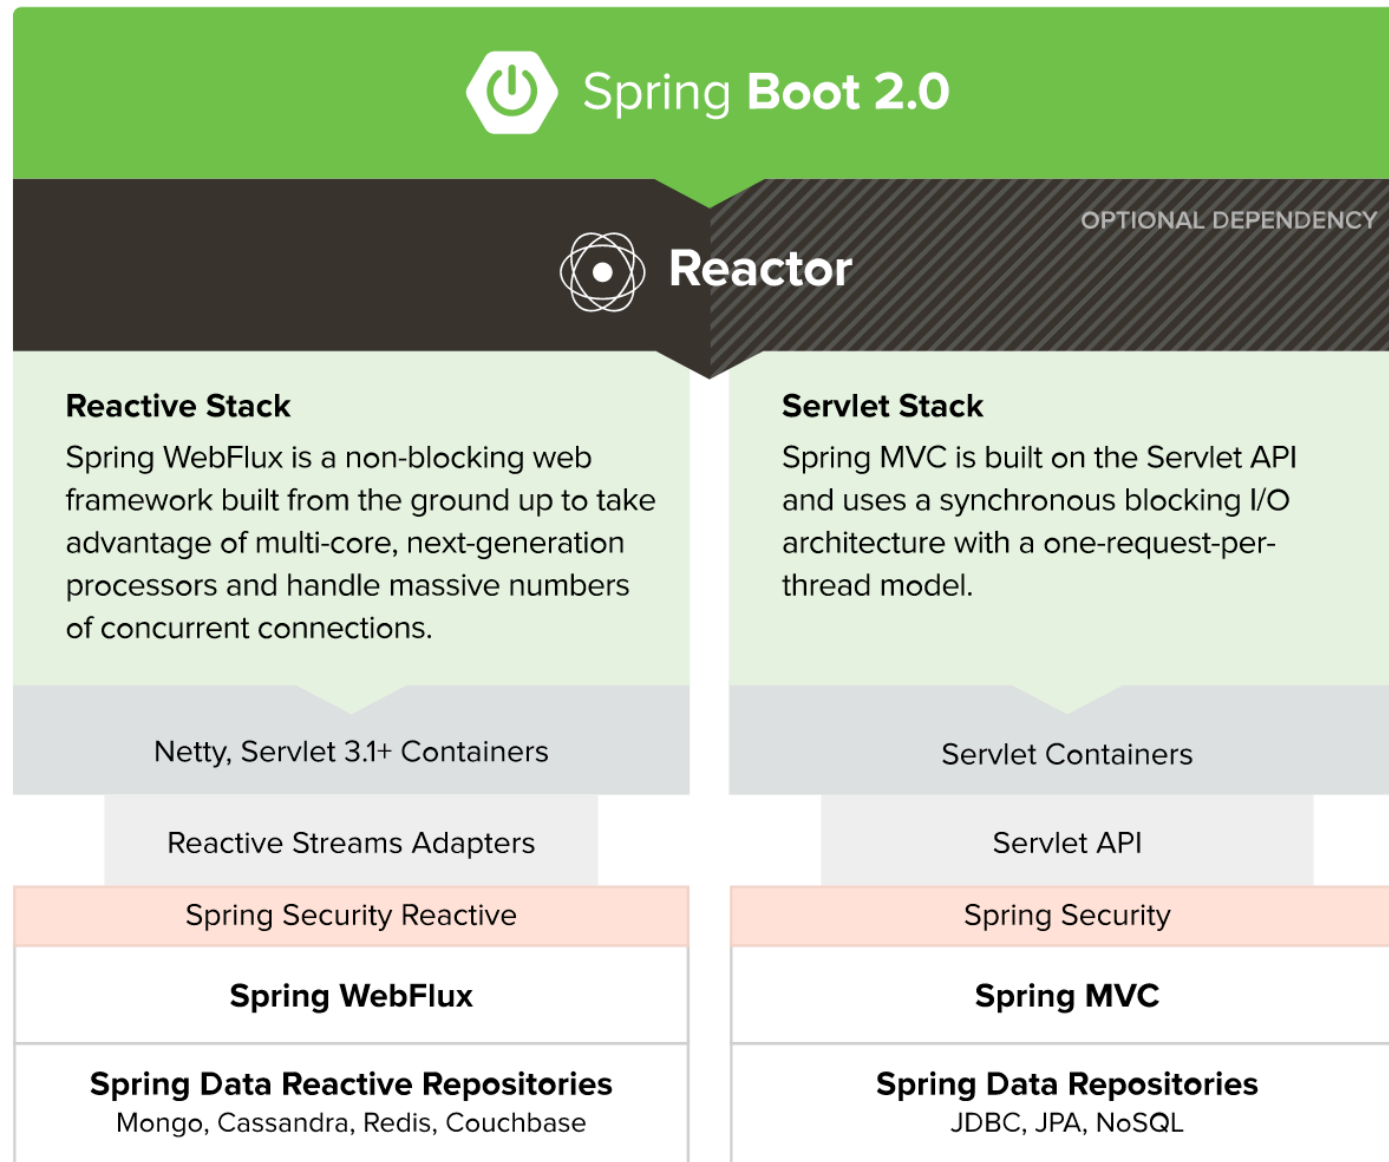 Spring Boot 2.0
OPTIONAL DEPENDENCY
Reactor
Reactive Stack
Spring WebFlux is a non-blocking web
framework built from the ground up to take
advantage of multi-core, next-generation
processors and handle massive numbers
of concurrent connections.
Netty, Servlet 3.1+ Containers
Reactive Streams Adapters
Spring Security Reactive
Spring WebFlux
Spring Data Reactive Repositories
Mongo, Cassandra, Redis, Couchbase
Servlet Stack
Spring MVC is built on the Servlet API
and uses a synchronous blocking I/O
architecture with a one-request-per-
thread model.
Servlet Containers
Servlet API
Spring Security
Spring MVC
Spring Data Repositories
JDBC, JPA, NoSQL